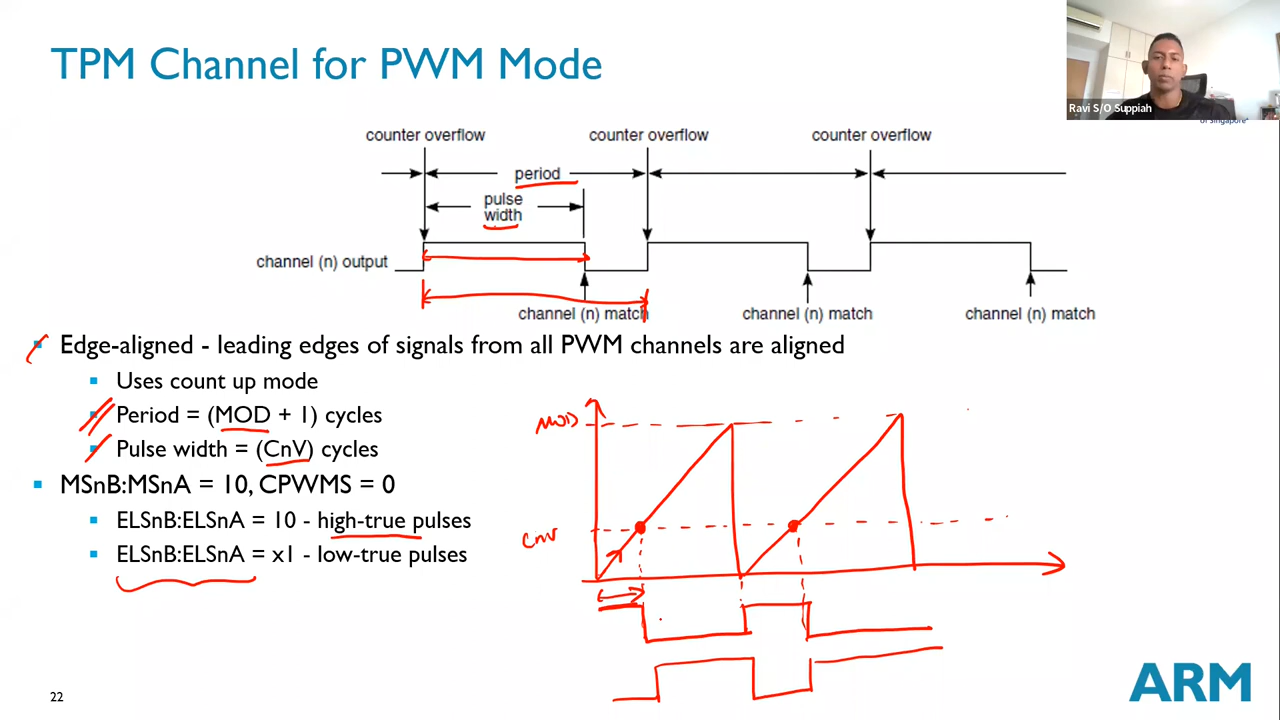 TPM Channel for PWM Mode
Ravi S/O Suppiah
of Singapore*
counter overflow
counter overflow
counter overflow
period
pulse
width
channel (n) output
channel (n) match
channel (n) match
channel (n) match
Edge-aligned - leading edges of signals from all PWM channels are aligned
Uses count up mode
Period = (MOD + 1) cycles
Pulse width = (CnV) cycles
MSnB:MSnA = 10, CPWMS = 0
ELSnB:ELSnA = 10 - high-true pulses
ELSnB:ELSnA = x1 - low-true pulses
MOD
CnV
22
ARM